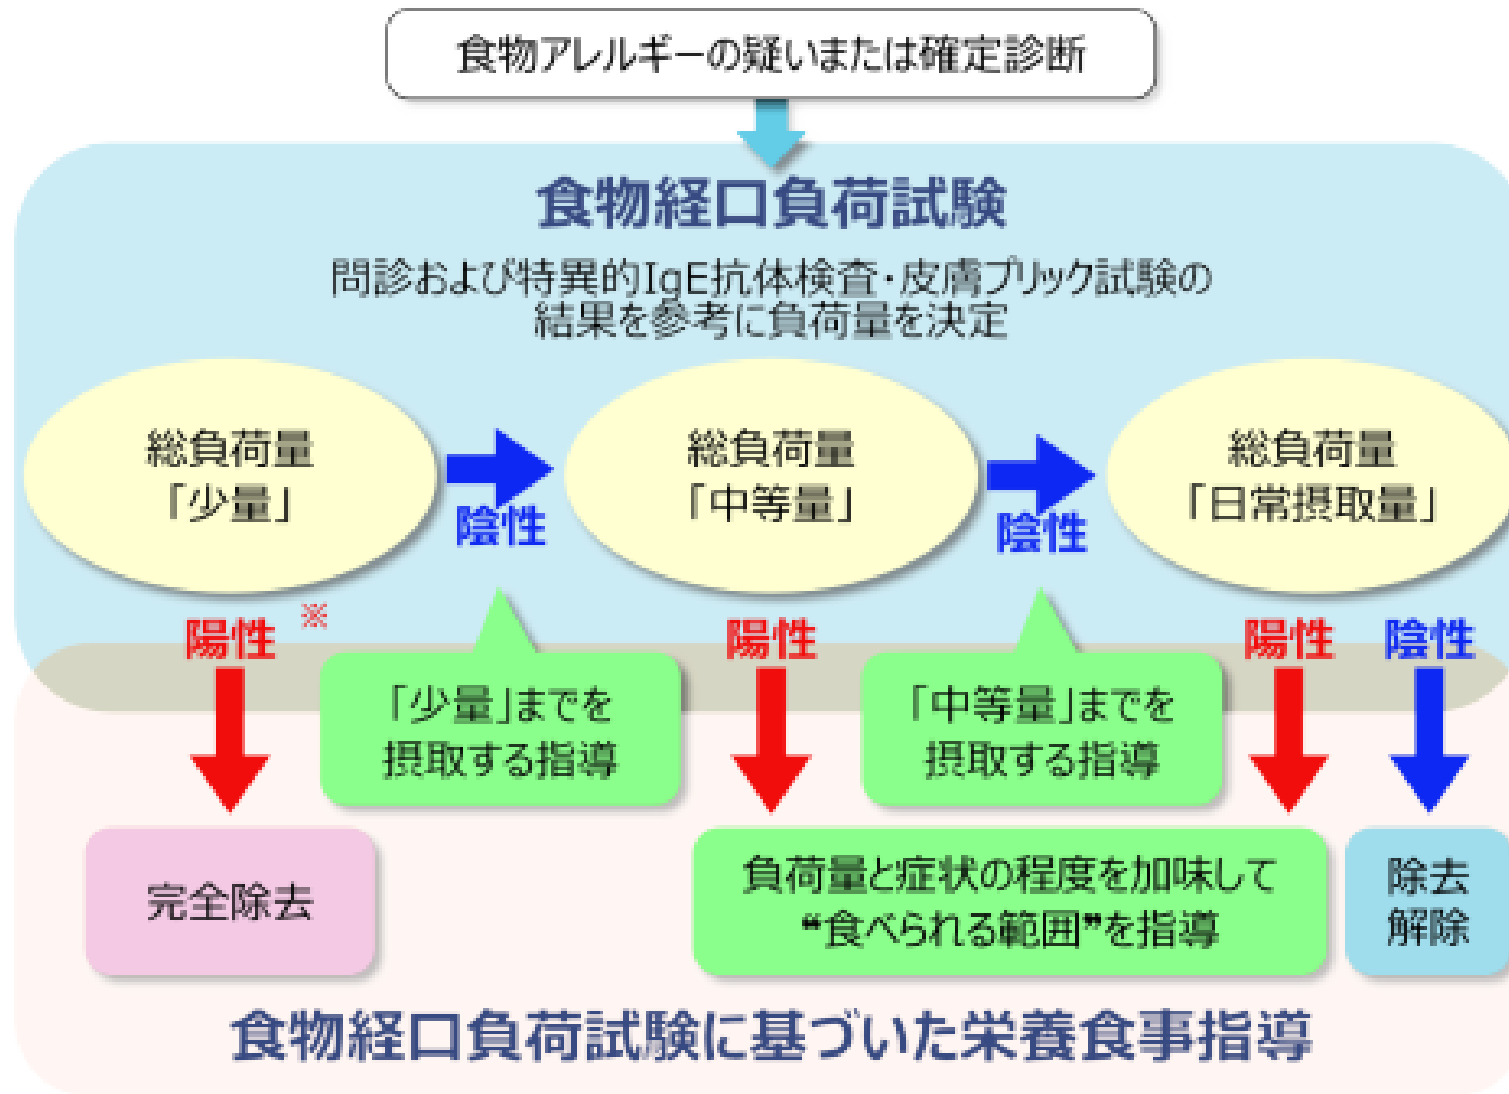 食物アレルギーの疑いまたは確定診断
食物経口負荷試験
問診および特異的IgE抗体検査・皮膚プリック試験の
結果を参考に負荷量を決定
総負荷量
「少量」
陰性
総負荷量
「中等量」
陰性
総負荷量
「日常摂取量」
陽性 ※
「少量」までを
摂取する指導
陽性
「中等量」までを
摂取する指導
陽性
陰性
完全除去
負荷量と症状の程度を加味して
❝食べられる範囲❞を指導
除去
解除
食物経口負荷試験に基づいた栄養食事指導